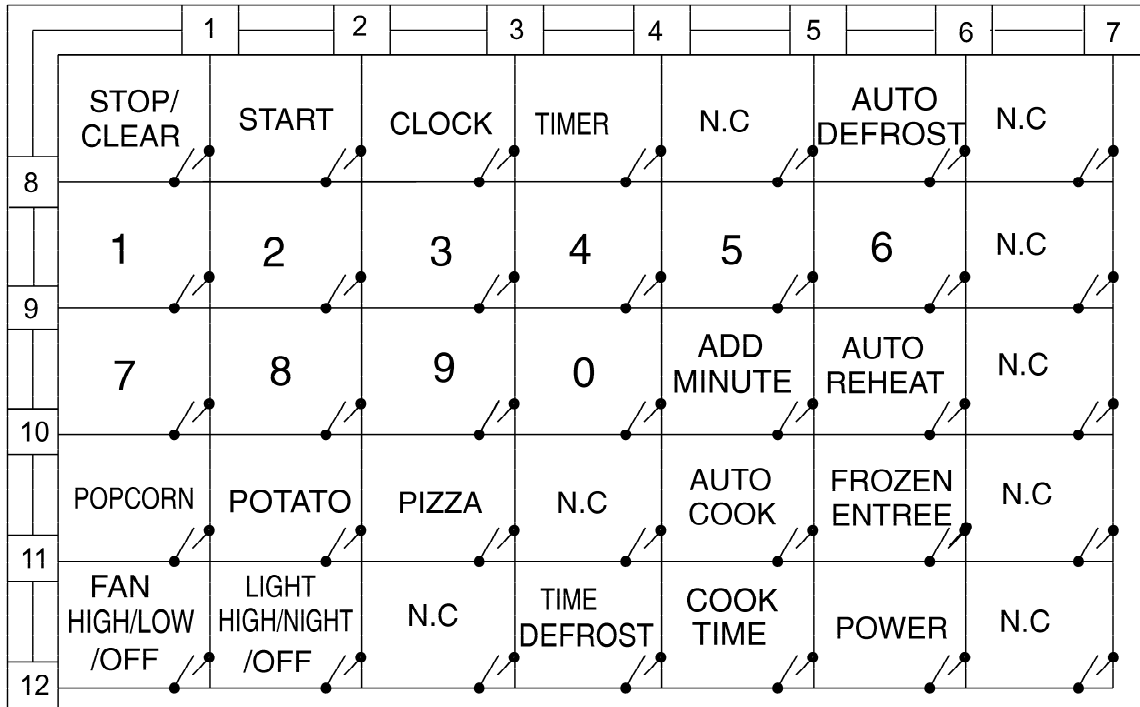 1 2 3 4 5 6 7
STOP/
CLEAR
START
CLOCK
TIMER
N.C
AUTO
DEFROST
N.C
8
1
2
3
4
5
6
N.C
9
7
8
9
0
ADD
MINUTE
AUTO
REHEAT
N.C
10
POPCORN
POTATO
PIZZA
N.C
AUTO
COOK
FROZEN
ENTREE
N.C
11
FAN
HIGH/LOW
/OFF
LIGHT
HIGH/NIGHT
/OFF
N.C
TIME
DEFROST
COOK
TIME
POWER
N.C
12